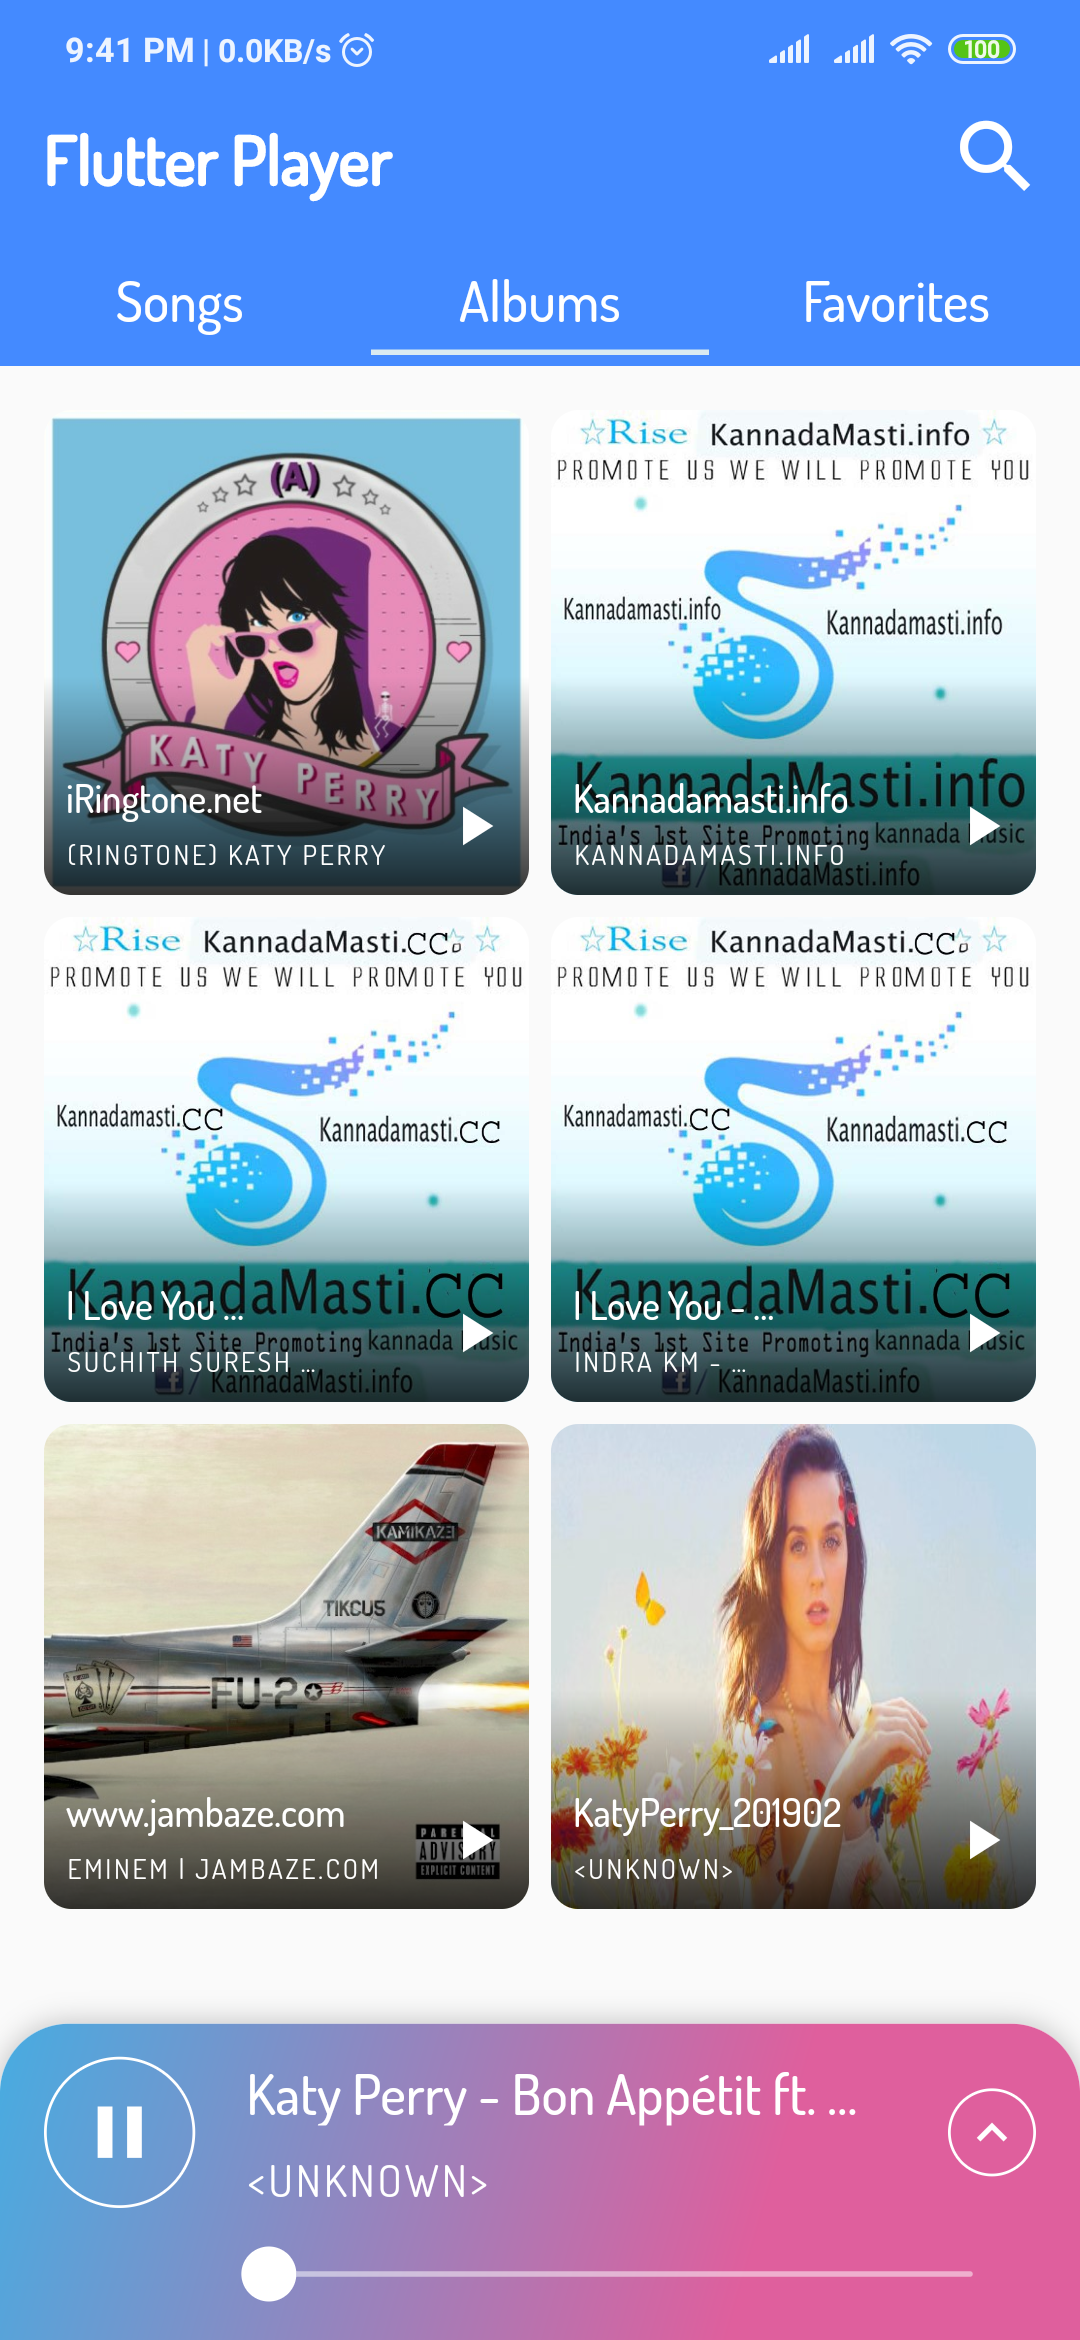 9:41 PM | 0.0KB/s
100
Flutter Player
Songs
Albums
Favorites
(A)
KATY PERRY
iRingtone.net
(RINGTONE) KATY PERRY
☆Rise KannadaMasti.info ☆
PROMOTE US WE WILL PROMOTE YOU
Kannadamasti.info
Kannadamasti.info
KannadaMasti.info
Kannadamasti.info
India's 1st Site Promoting kannada
KANNADAMASTI.INFO
f / KannadaMasti.info
☆Rise KannadaMasti.CC ☆
PROMOTE US WE WILL PROMOTE YOU
Kannadamasti.CC
Kannadamasti.CC
KannadaMasti.CC
I Love You ...
India's 1st Site Promoting kannada
SUCHITH SURESH ...
f / KannadaMasti.info
☆Rise KannadaMasti.CC ☆
PROMOTE US WE WILL PROMOTE YOU
Kannadamasti.CC
Kannadamasti.CC
KannadaMasti.CC
I Love You - ...
India's 1st Site Promoting kannada
INDRA KM - ...
f / KannadaMasti.info
KAMIKAZE
TIKCUS
FU-2
www.jambaze.com
EMINEM | JAMBAZE.COM
ADVISORY
EXPLICIT CONTENT
KatyPerry_201902
<UNKNOWN>
Katy Perry - Bon Appétit ft. ...
<UNKNOWN>